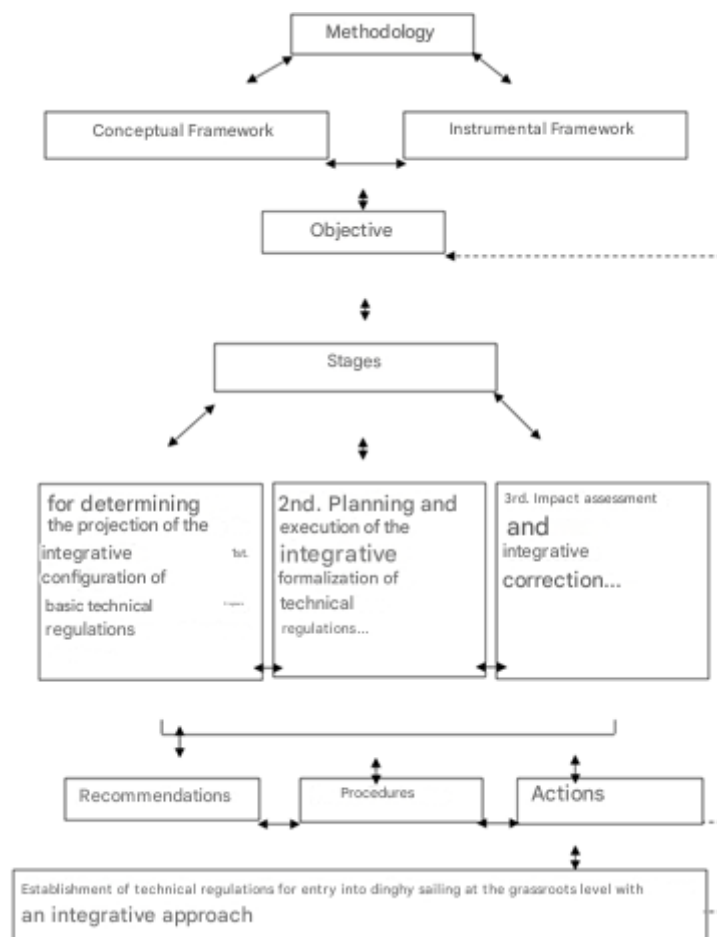 Methodology
Conceptual Framework
Instrumental Framework
Objective
Stages
for determining
the projection of the
integrative 1st.
configuration of
basic technical
regulations
2nd. Planning and
execution of the
integrative
formalization of
technical
regulations...
3rd. Impact assessment
and
integrative
correction...
Recommendations
Procedures
Actions
Establishment of technical regulations for entry into dinghy sailing at the grassroots level with
an integrative approach